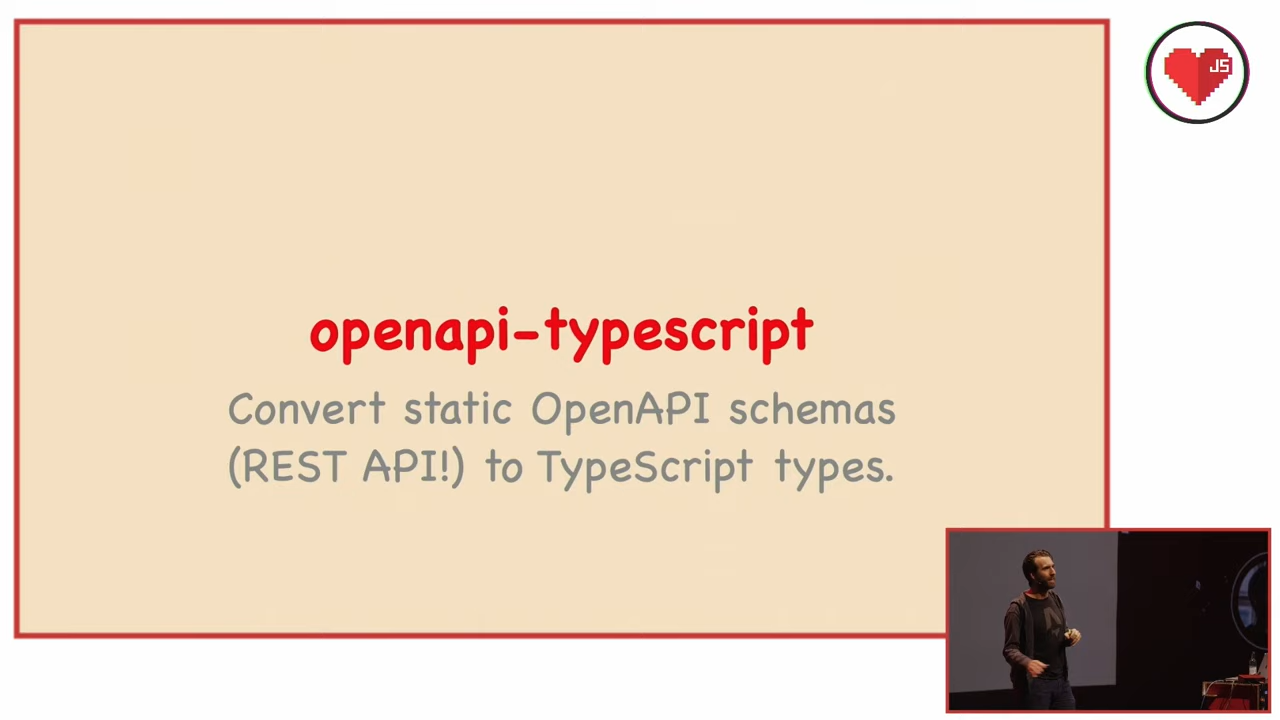 JS
openapi-typescript
Convert static OpenAPI schemas
(REST API!) to TypeScript types.